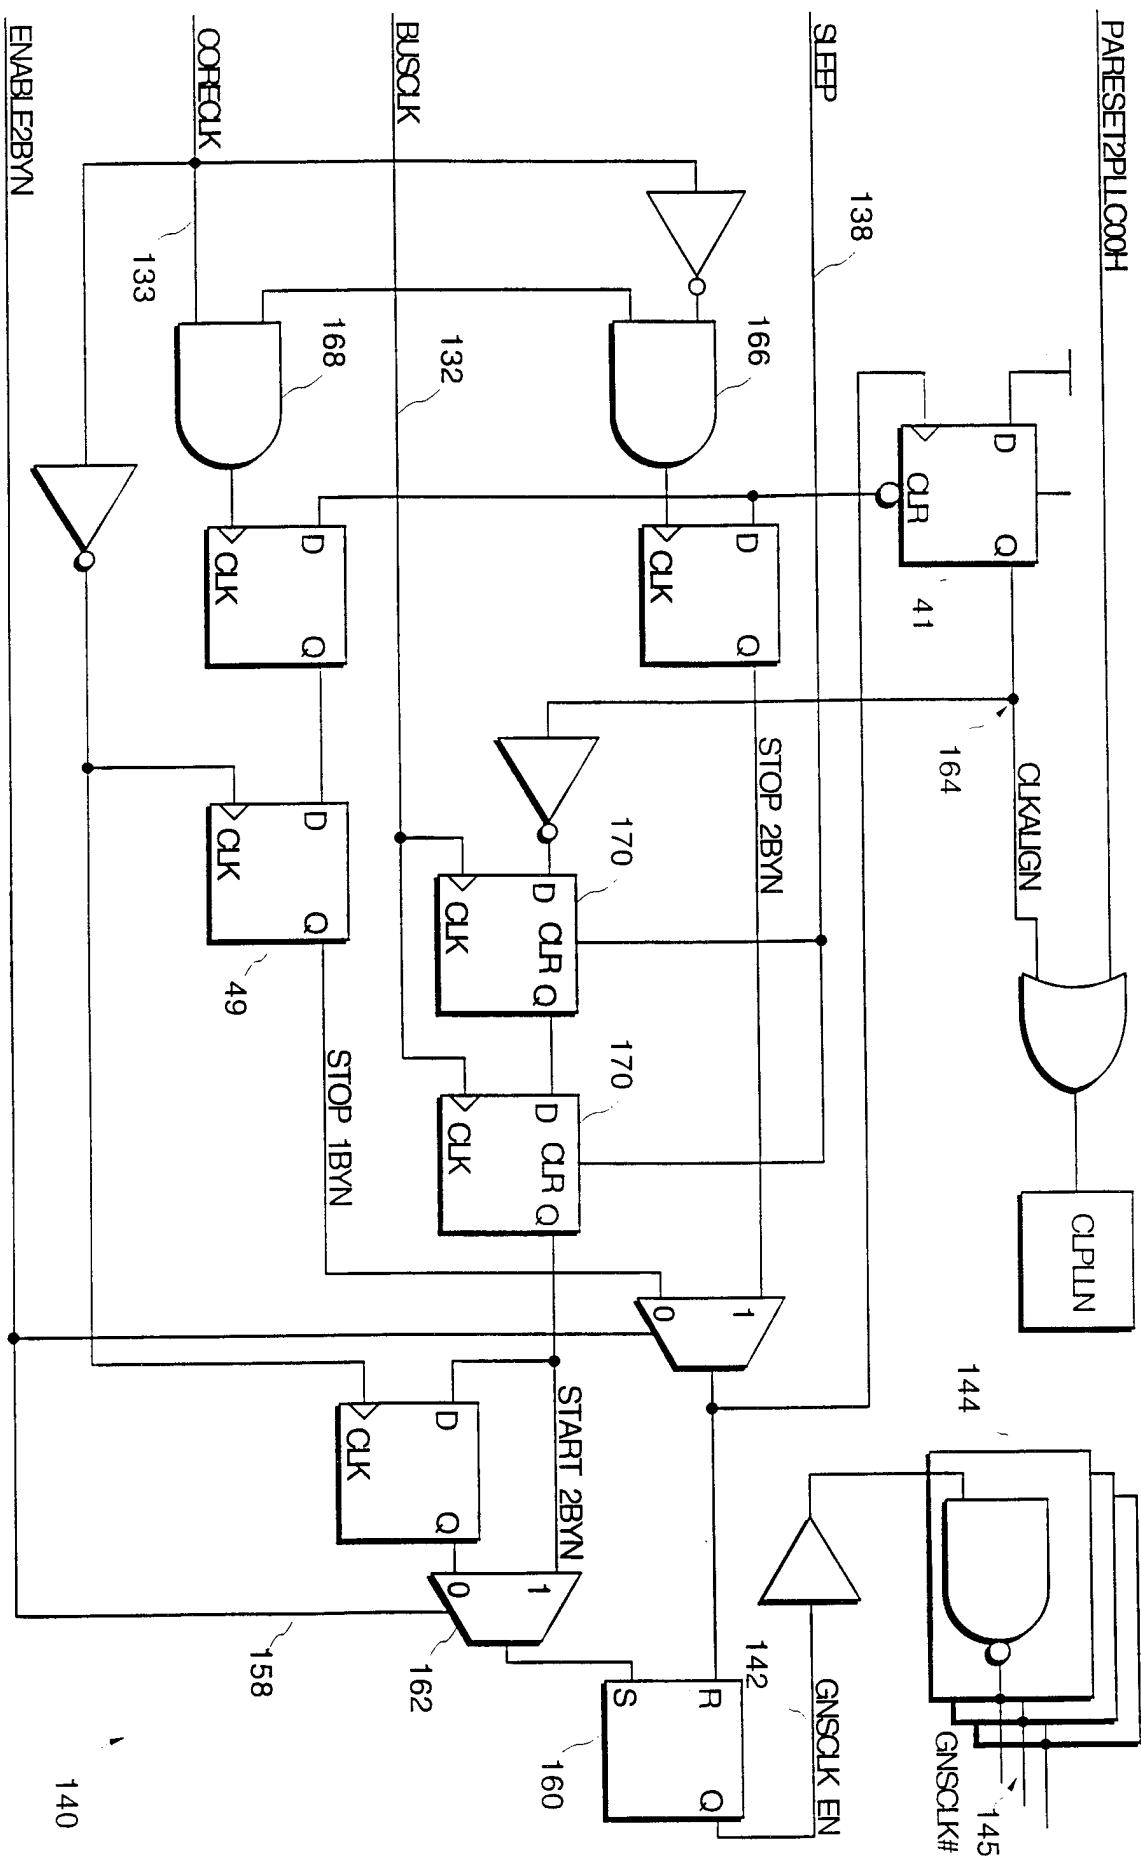 PARESET2PLLC00H
SLEEP
BUSCLK
CORECLK
ENABLE2BYN
138
132
133
166
168
D
Q
CLR
41
164
CLKALIGN
CLPLLN
D
CLK
Q
STOP 2BYN
D
CLK
Q
D
CLK
Q
49
STOP 1BYN
170
D
CLR
Q
CLK
170
D
CLR
Q
CLK
1
0
START 2BYN
D
CLK
Q
1
0
162
158
R
S
Q
160
142
GNSCLK EN
144
145
GNSCLK#
140